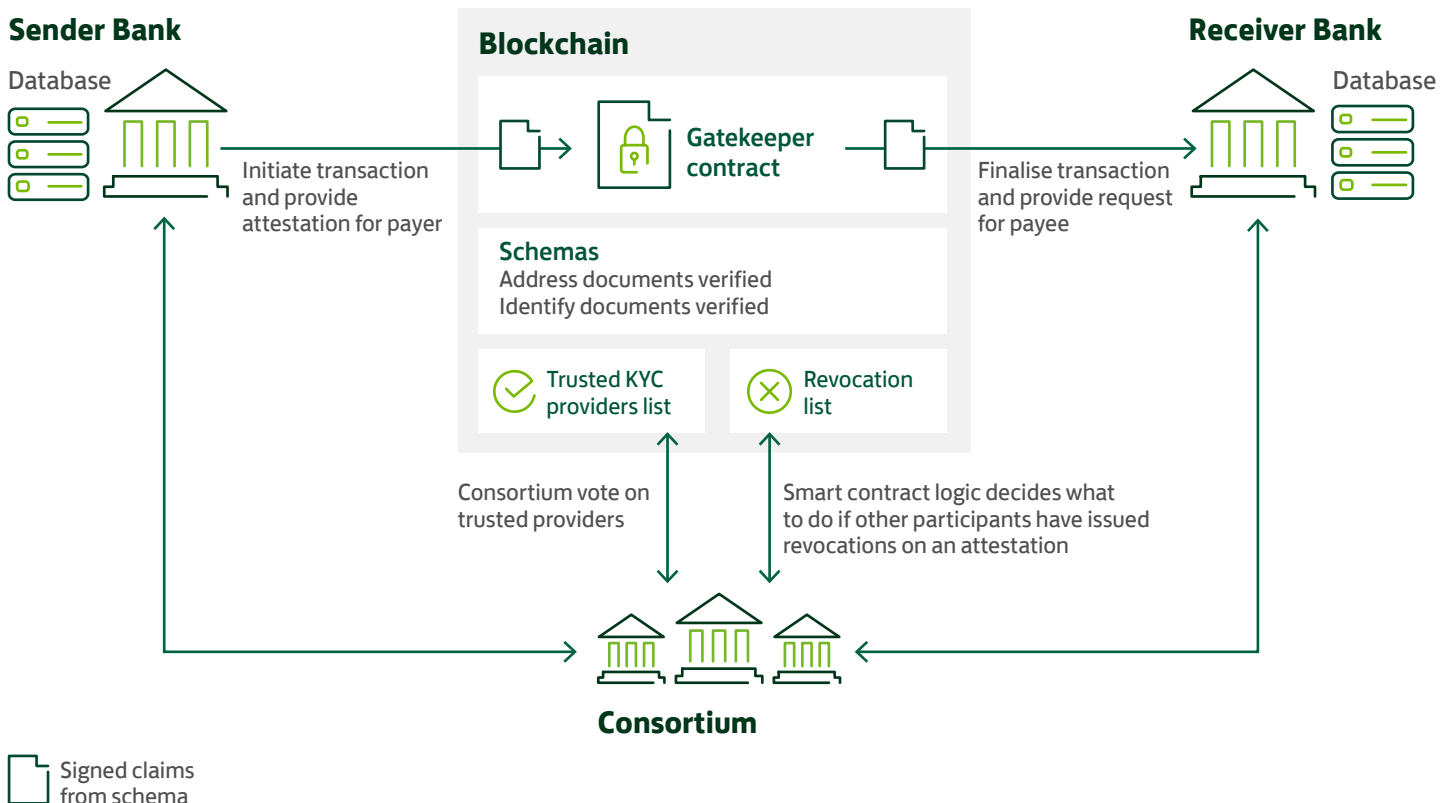 Sender Bank
Database
Initiate transaction
and provide
attestation for payer
Blockchain
Gatekeeper
contract
Schemas
Address documents verified
Identify documents verified
Trusted KYC
providers list
Revocation
list
Receiver Bank
Database
Finalise transaction
and provide request
for payee
Consortium vote on
trusted providers
Smart contract logic decides what
to do if other participants have issued
revocations on an attestation
Consortium
Signed claims
from schema